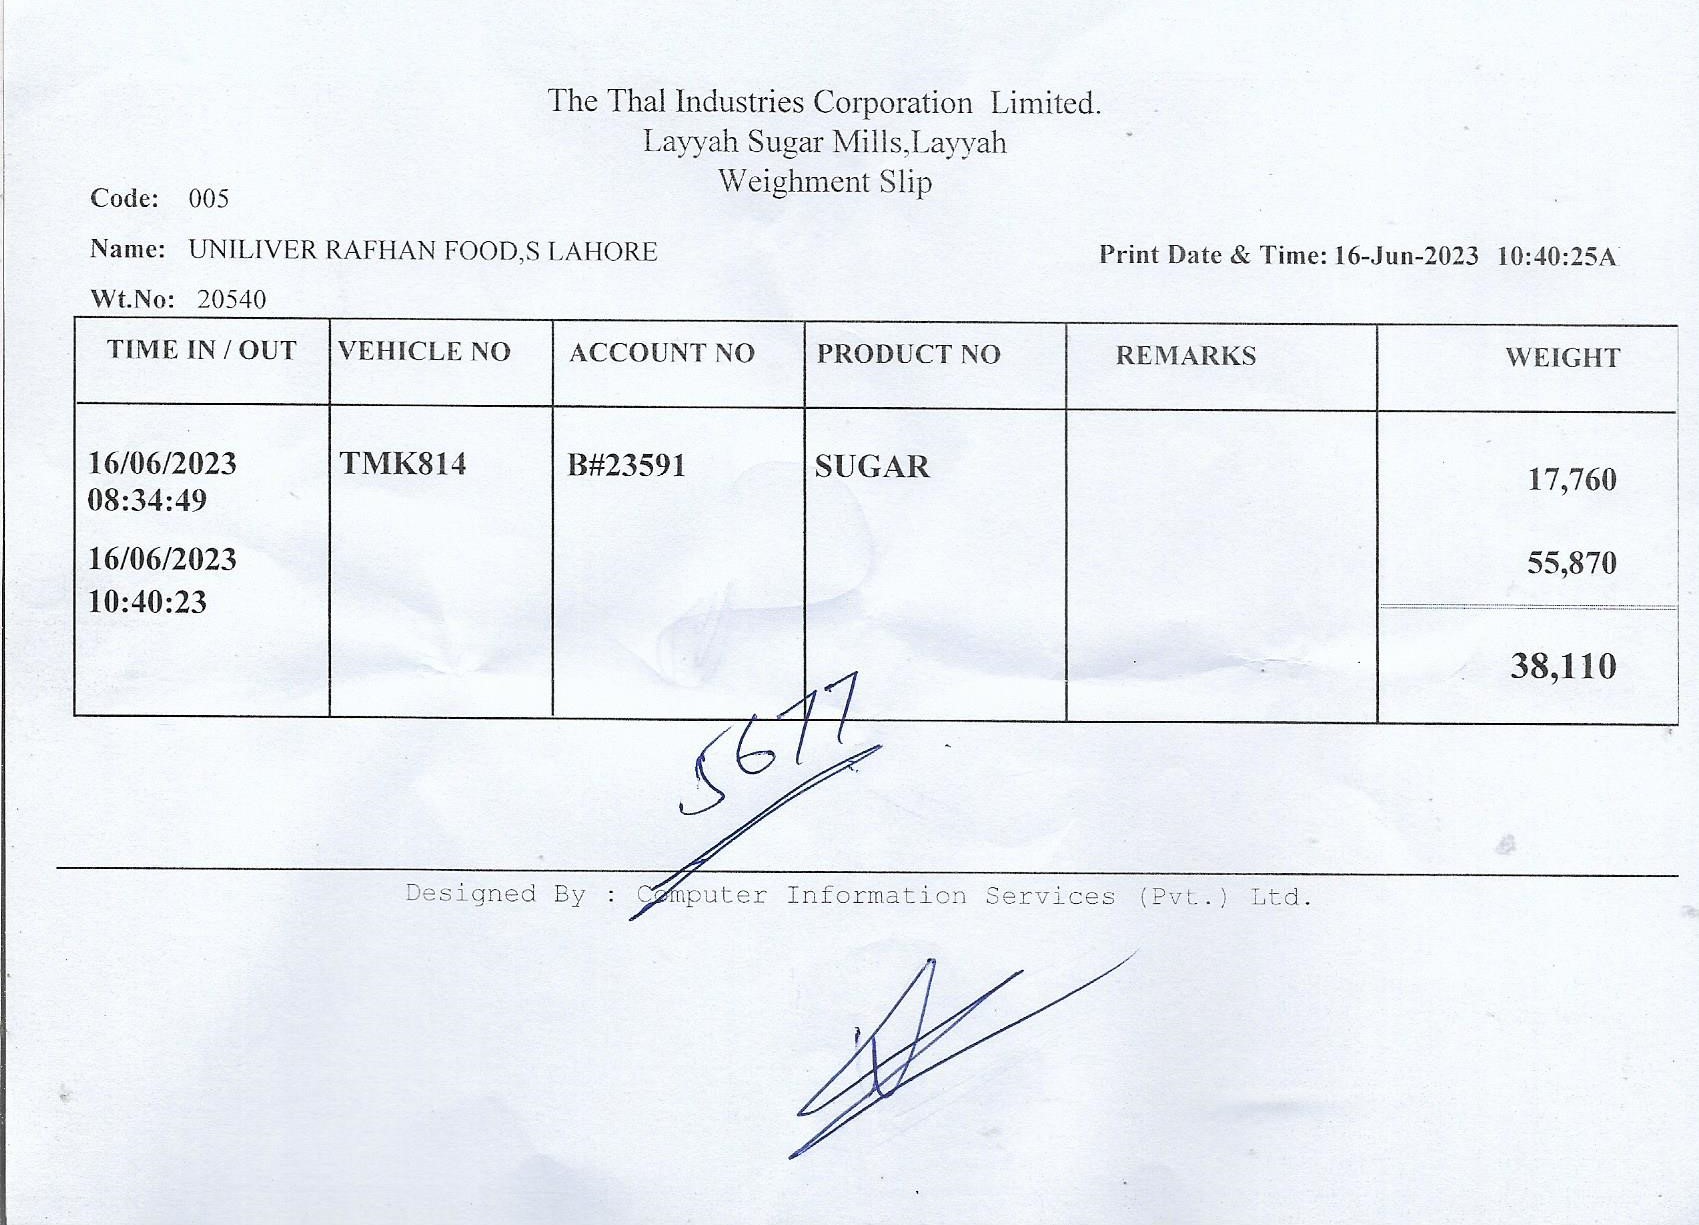 The Thal Industries Corporation Limited.
Layyah Sugar Mills,Layyah
Weighment Slip
Code: 005
Name: UNILIVER RAFHAN FOOD,S LAHORE
Print Date & Time: 16-Jun-2023 10:40:25A
Wt.No: 20540
TIME IN / OUT VEHICLE NO ACCOUNT NO PRODUCT NO REMARKS WEIGHT
16/06/2023 TMK814 B#23591 SUGAR 17,760
08:34:49
16/06/2023 55,870
10:40:23
38,110
5677
Designed By : Computer Information Services (Pvt.) Ltd.